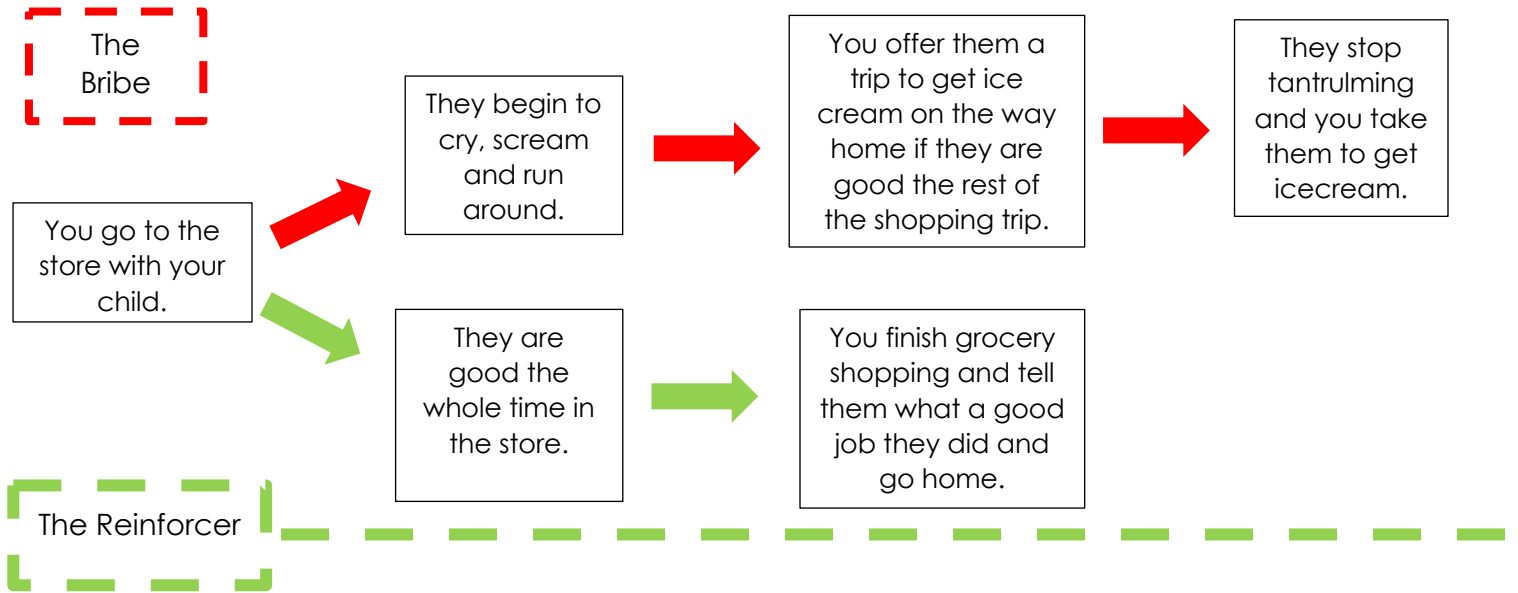 The
Bribe
You go to the
store with your
child.
They begin to
cry, scream
and run
around.
You offer them a
trip to get ice
cream on the way
home if they are
good the rest of
the shopping trip.
They stop
tantrulming
and you take
them to get
icecream.
They are
good the
whole time in
the store.
You finish grocery
shopping and tell
them what a good
job they did and
go home.
The Reinforcer